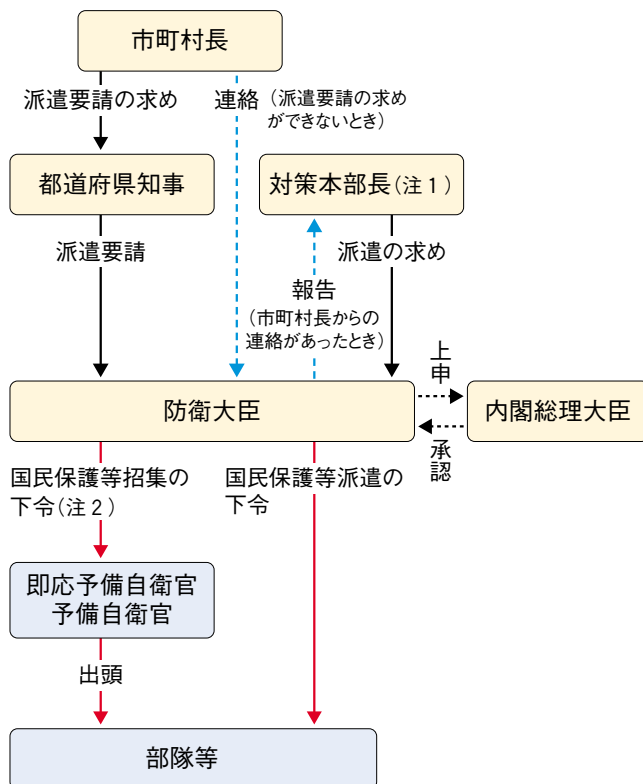 市町村長
派遣要請の求め
連絡（派遣要請の求め
ができないとき）
都道府県知事
対策本部長（注１）
派遣要請
派遣の求め
報告
（市町村長からの
連絡があったとき）
上申
防衛大臣
内閣総理大臣
承認
国民保護等招集の
下令（注２）
国民保護等派遣の
下令
即応予備自衛官
予備自衛官
出頭
部隊等